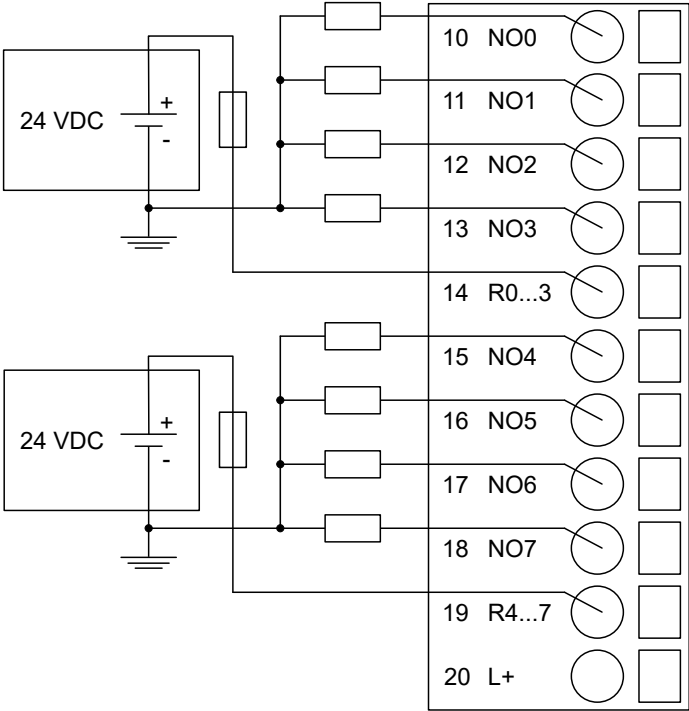 10 NO0
+
11 NO1
24 VDC
-
12 NO2
13 NO3
14 R0...3
15 NO4
+
16 NO5
24 VDC
-
17 NO6
18 NO7
19 R4...7
20 L+